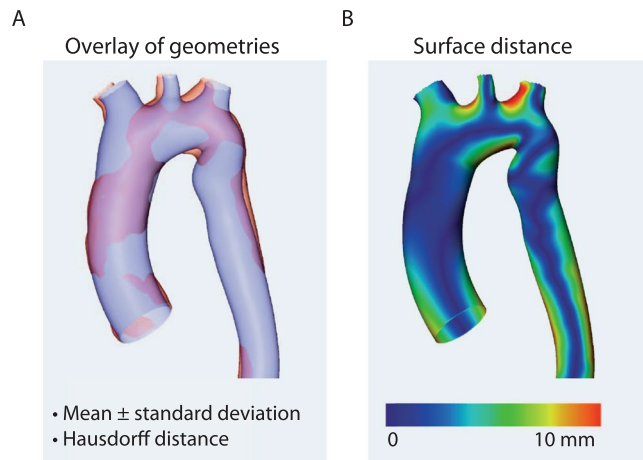 A
Overlay of geometries
• Mean ± standard deviation
• Hausdorff distance
B
Surface distance
0
10 mm